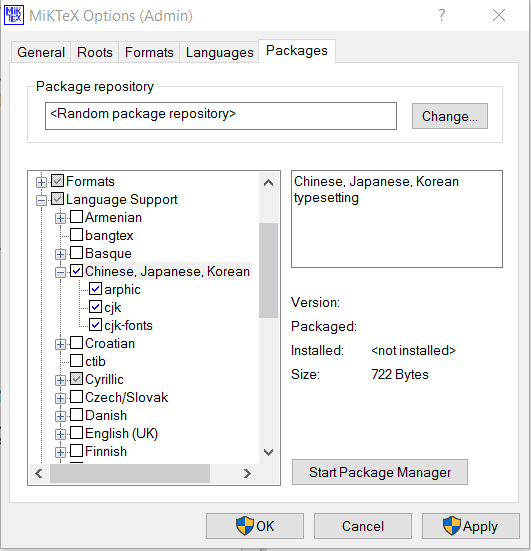 MiKTeX Options (Admin)
General
Roots
Formats
Languages
Packages
Package repository
<Random package repository>
Change...
Formats
Language Support
Armenian
bangtex
Basque
Chinese, Japanese, Korean
arphic
cjk
cjk-fonts
Croatian
ctib
Cyrillic
Czech/Slovak
Danish
English (UK)
Finnish
Chinese, Japanese, Korean
typesetting
Version:
Packaged:
Installed: <not installed>
Size: 722 Bytes
Start Package Manager
OK
Cancel
Apply